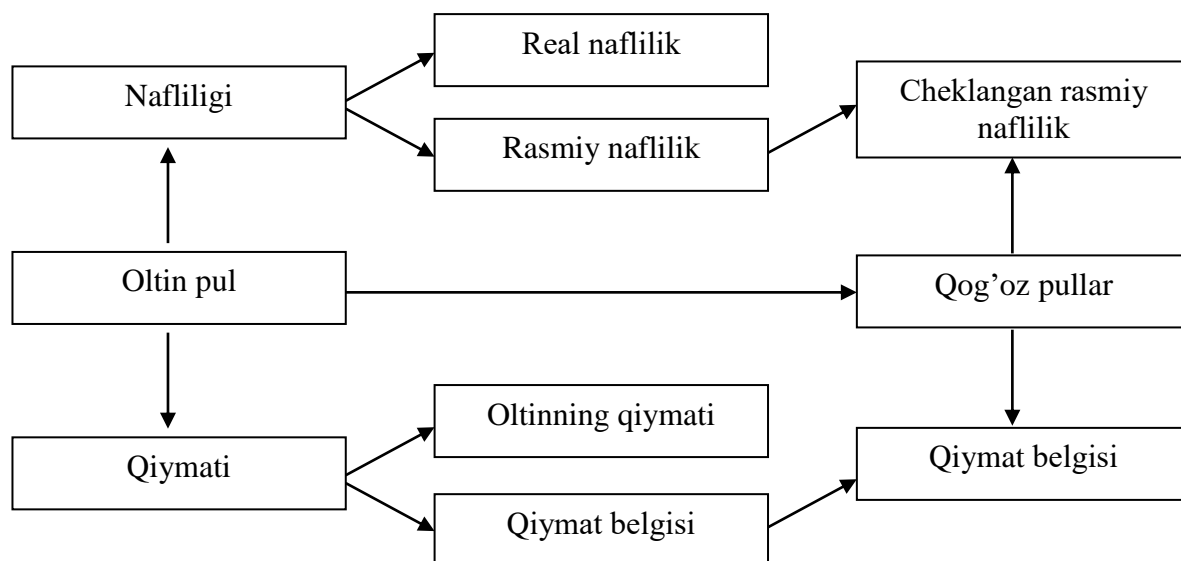 Real naflilik
Nafliligi
Cheklangan rasmiy
naflilik
Rasmiy naflilik
Oltin pul
Qog’oz pullar
Oltinning qiymati
Qiymati
Qiymat belgisi
Qiymat belgisi